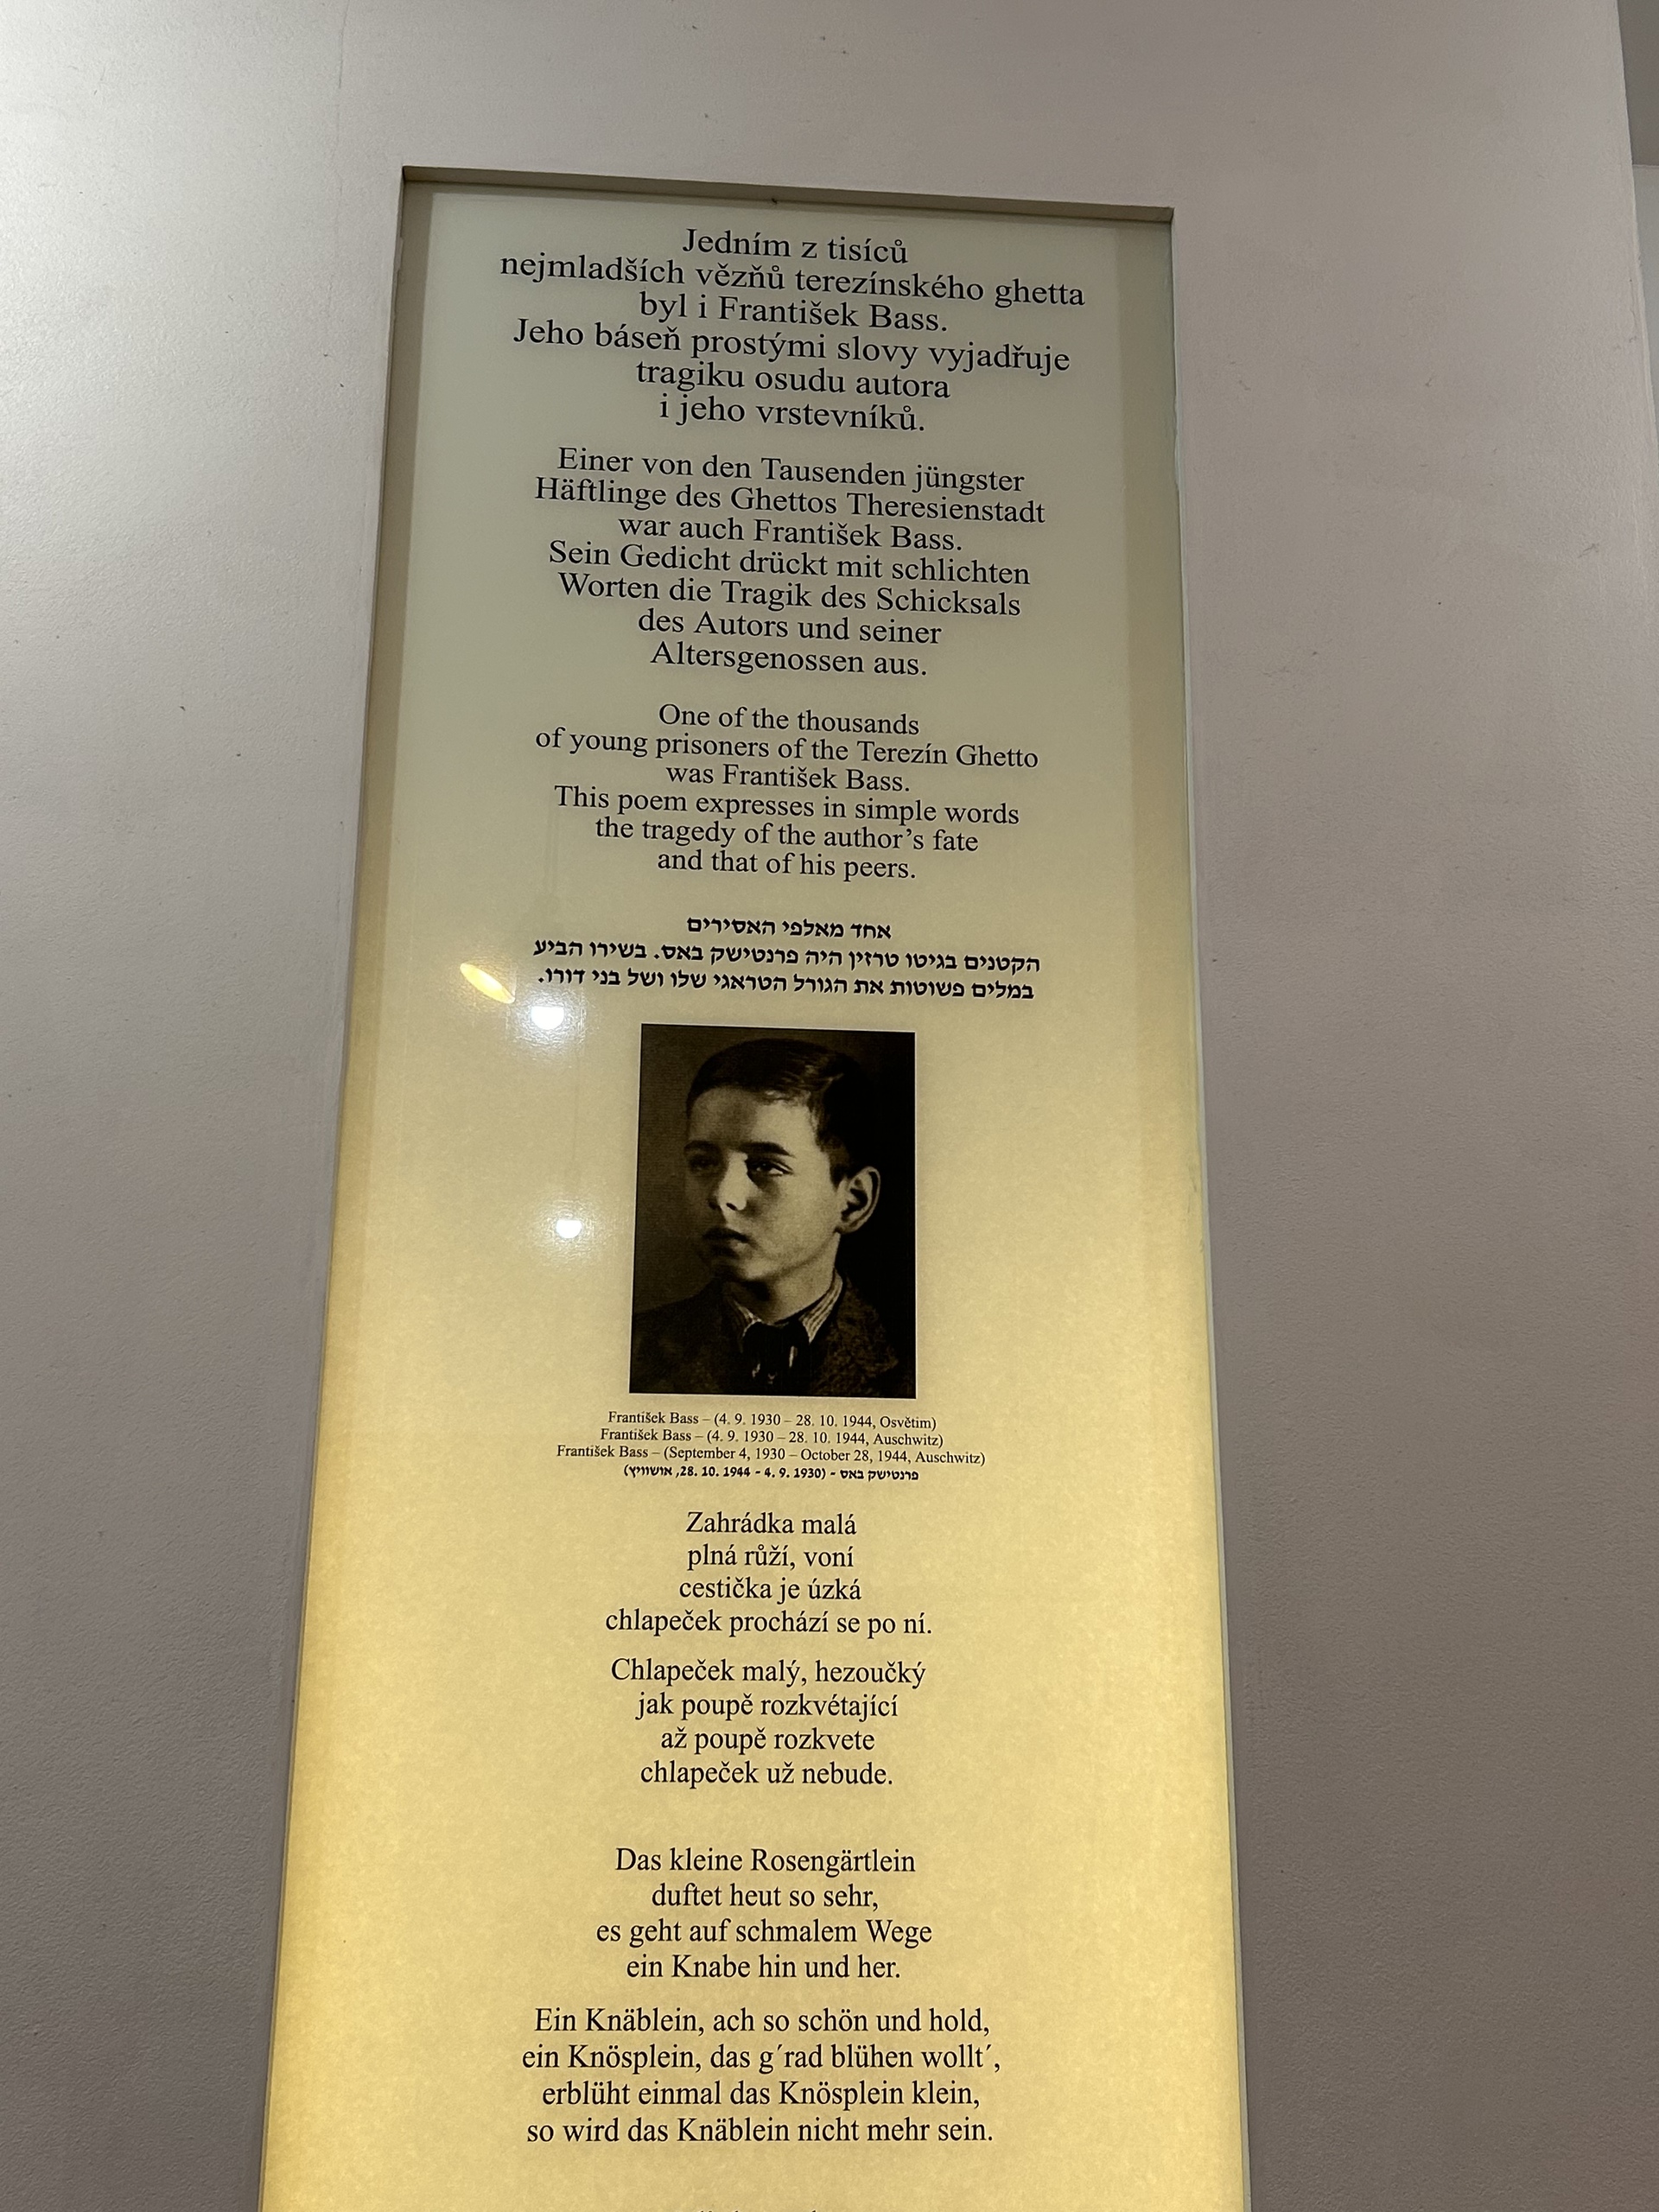 Jedním z tisíců
nejmladších vězňů terezínského ghetta
byl i František Bass.
Jeho báseň prostými slovy vyjadřuje
tragiku osudu autora
i jeho vrstevníků.
Einer von den Tausenden jüngster
Häftlinge des Ghettos Theresienstadt
war auch František Bass.
Sein Gedicht drückt mit schlichten
Worten die Tragik des Schicksals
des Autors und seiner
Altersgenossen aus.
One of the thousands
of young prisoners of the Terezín Ghetto
was František Bass.
This poem expresses in simple words
the tragedy of the author’s fate
and that of his peers.
אחד מאלפי האסירים
הקטנים בגיטו טרזין היה פרנטישק באס. בשירו הביע
במלים פשוטות את הגורל הטראגי שלו ושל בני דורו.
František Bass – (4. 9. 1930 – 28. 10. 1944, Osvětim)
František Bass – (4. 9. 1930 – 28. 10. 1944, Auschwitz)
František Bass – (September 4, 1930 – October 28, 1944, Auschwitz)
פרנטישק באס - (4. 9. 1930 - 28. 10. 1944, אושוויץ)
Zahrádka malá
plná růží, voní
cestička je úzká
chlapeček prochází se po ní.
Chlapeček malý, hezoučký
jak poupě rozkvétající
až poupě rozkvete
chlapeček už nebude.
Das kleine Rosengärtlein
duftet heut so sehr,
es geht auf schmalem Wege
ein Knabe hin und her.
Ein Knäblein, ach so schön und hold,
ein Knösplein, das g´rad blühen wollt´,
erblüht einmal das Knösplein klein,
so wird das Knäblein nicht mehr sein.